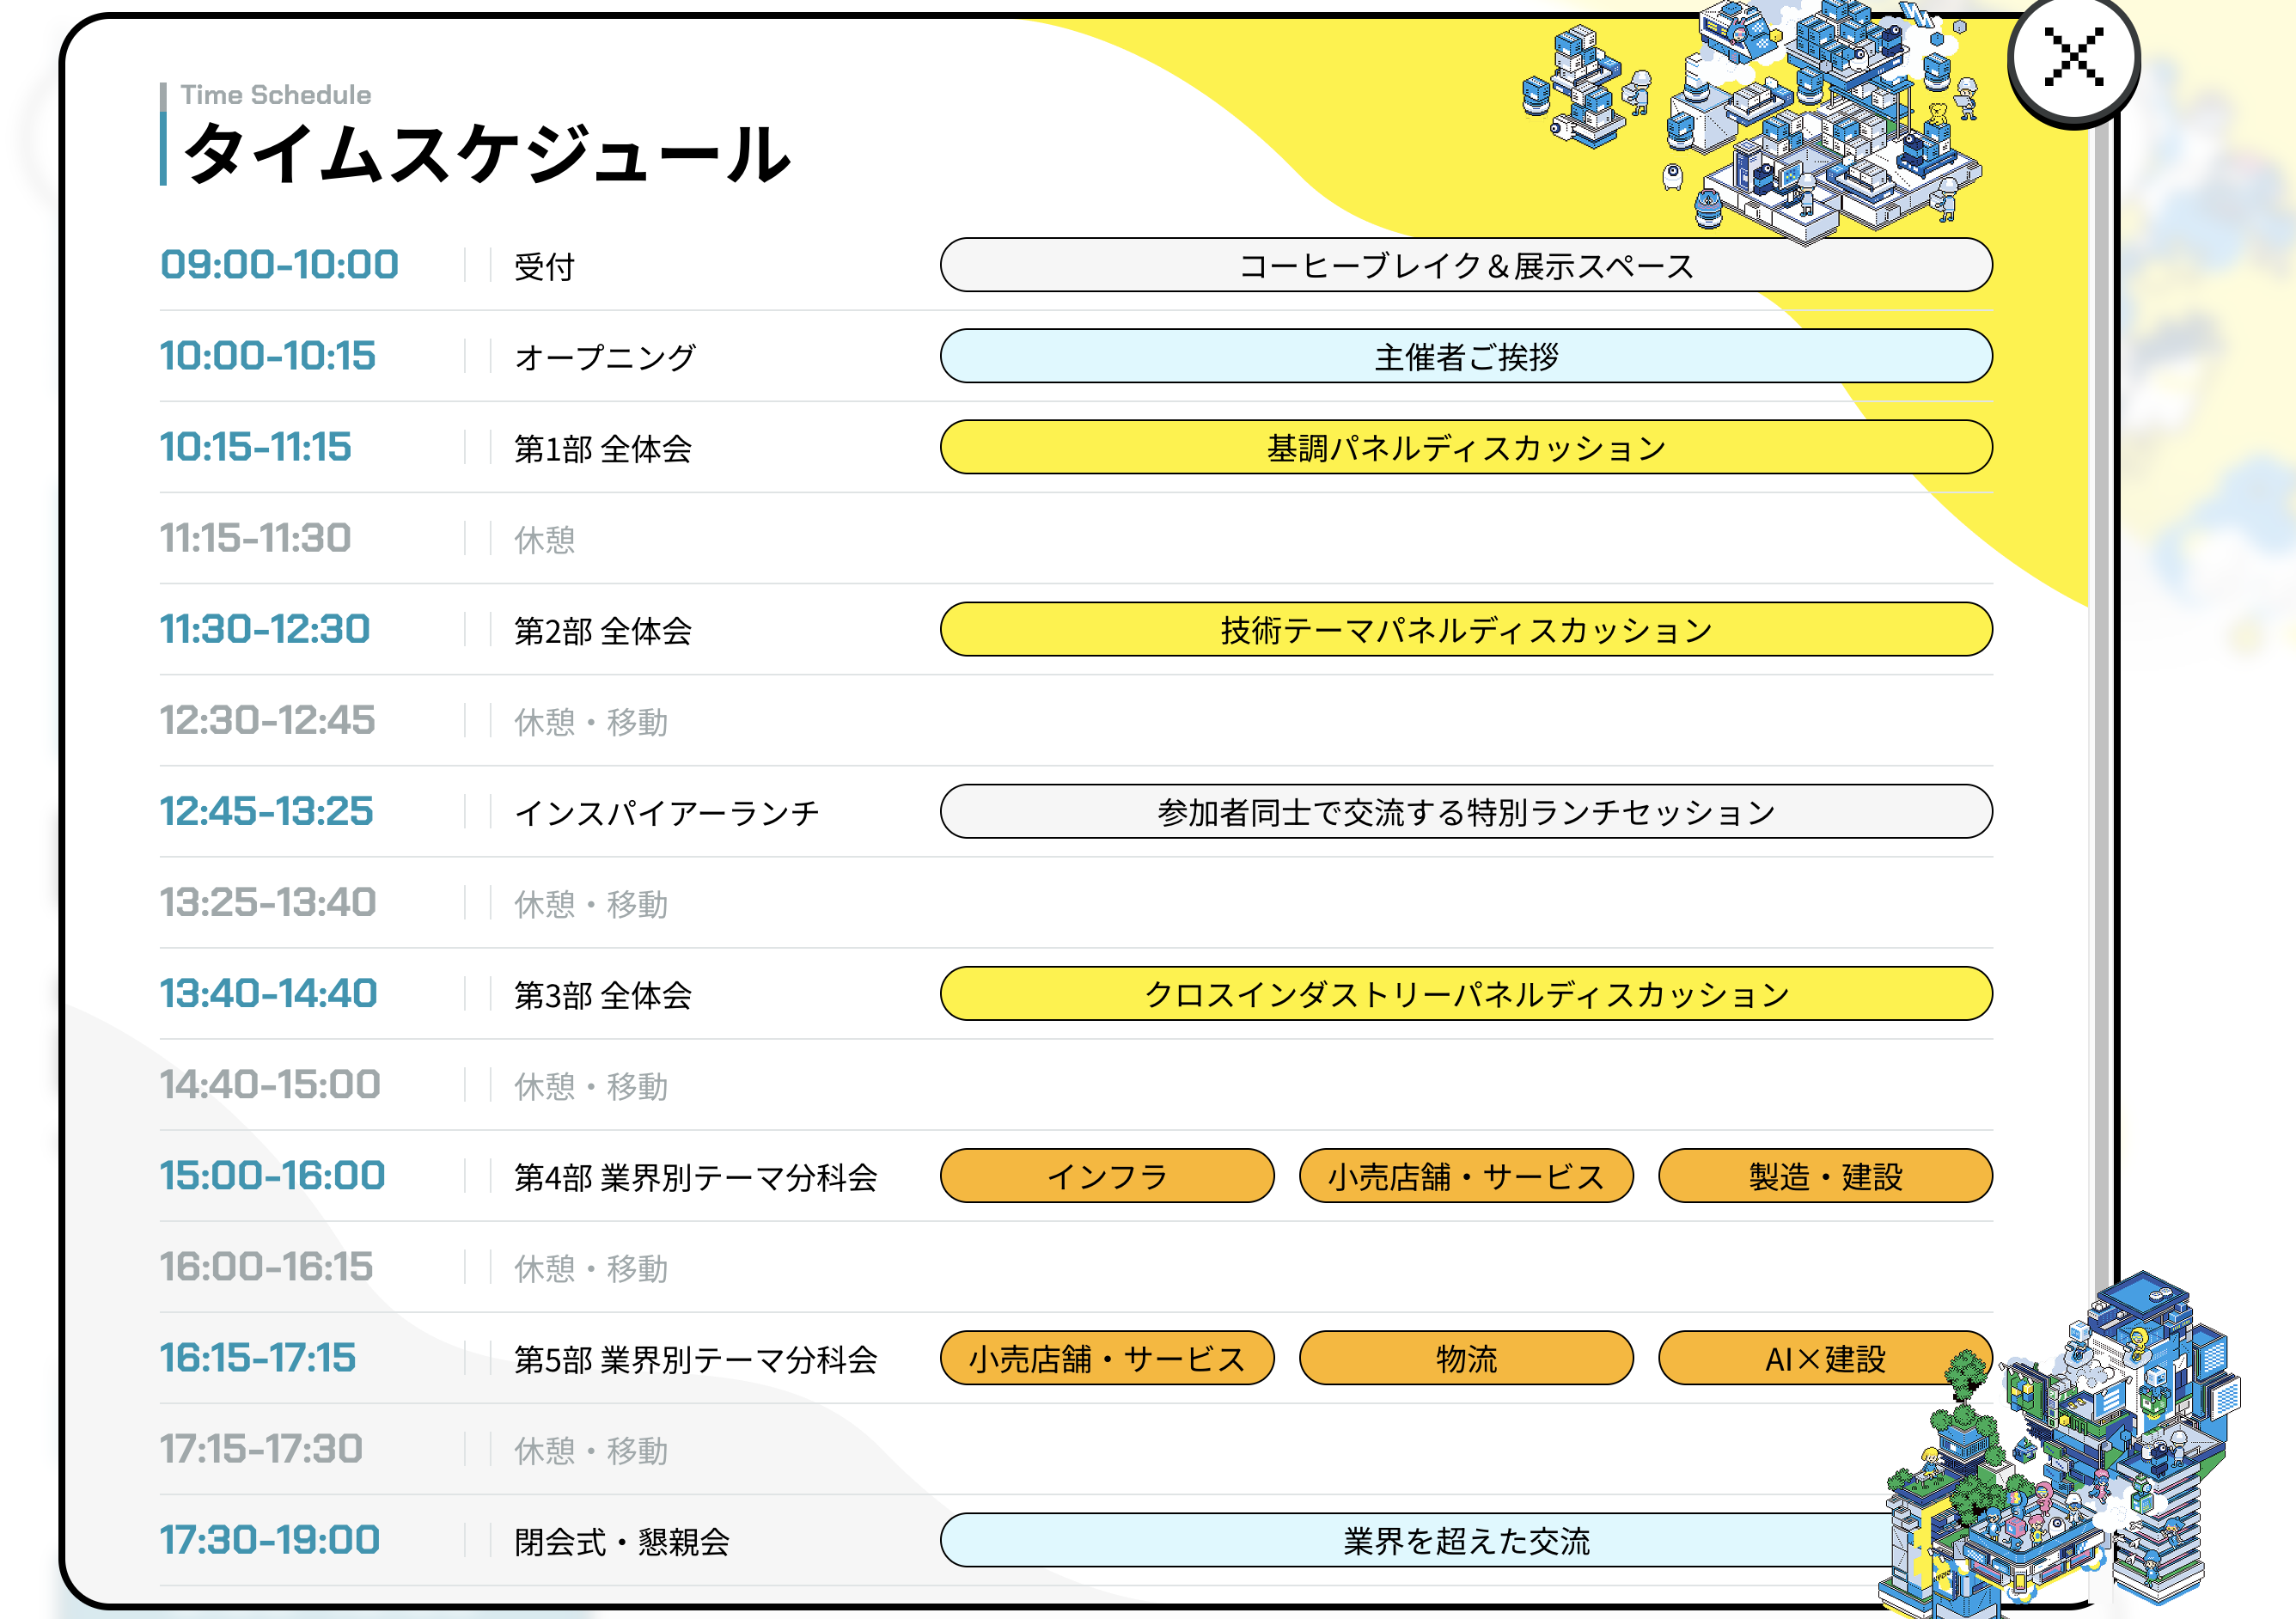 Time Schedule
タイムスケジュール
09:00-10:00 受付 コーヒーブレイク＆展示スペース
10:00-10:15 オープニング 主催者ご挨拶
10:15-11:15 第1部 全体会 基調パネルディスカッション
11:15-11:30 休憩
11:30-12:30 第2部 全体会 技術テーマパネルディスカッション
12:30-12:45 休憩・移動
12:45-13:25 インスパイアーランチ 参加者同士で交流する特別ランチセッション
13:25-13:40 休憩・移動
13:40-14:40 第3部 全体会 クロスインダストリーパネルディスカッション
14:40-15:00 休憩・移動
15:00-16:00 第4部 業界別テーマ分科会 インフラ 小売店舗・サービス 製造・建設
16:00-16:15 休憩・移動
16:15-17:15 第5部 業界別テーマ分科会 小売店舗・サービス 物流 AI×建設
17:15-17:30 休憩・移動
17:30-19:00 閉会式・懇親会 業界を超えた交流